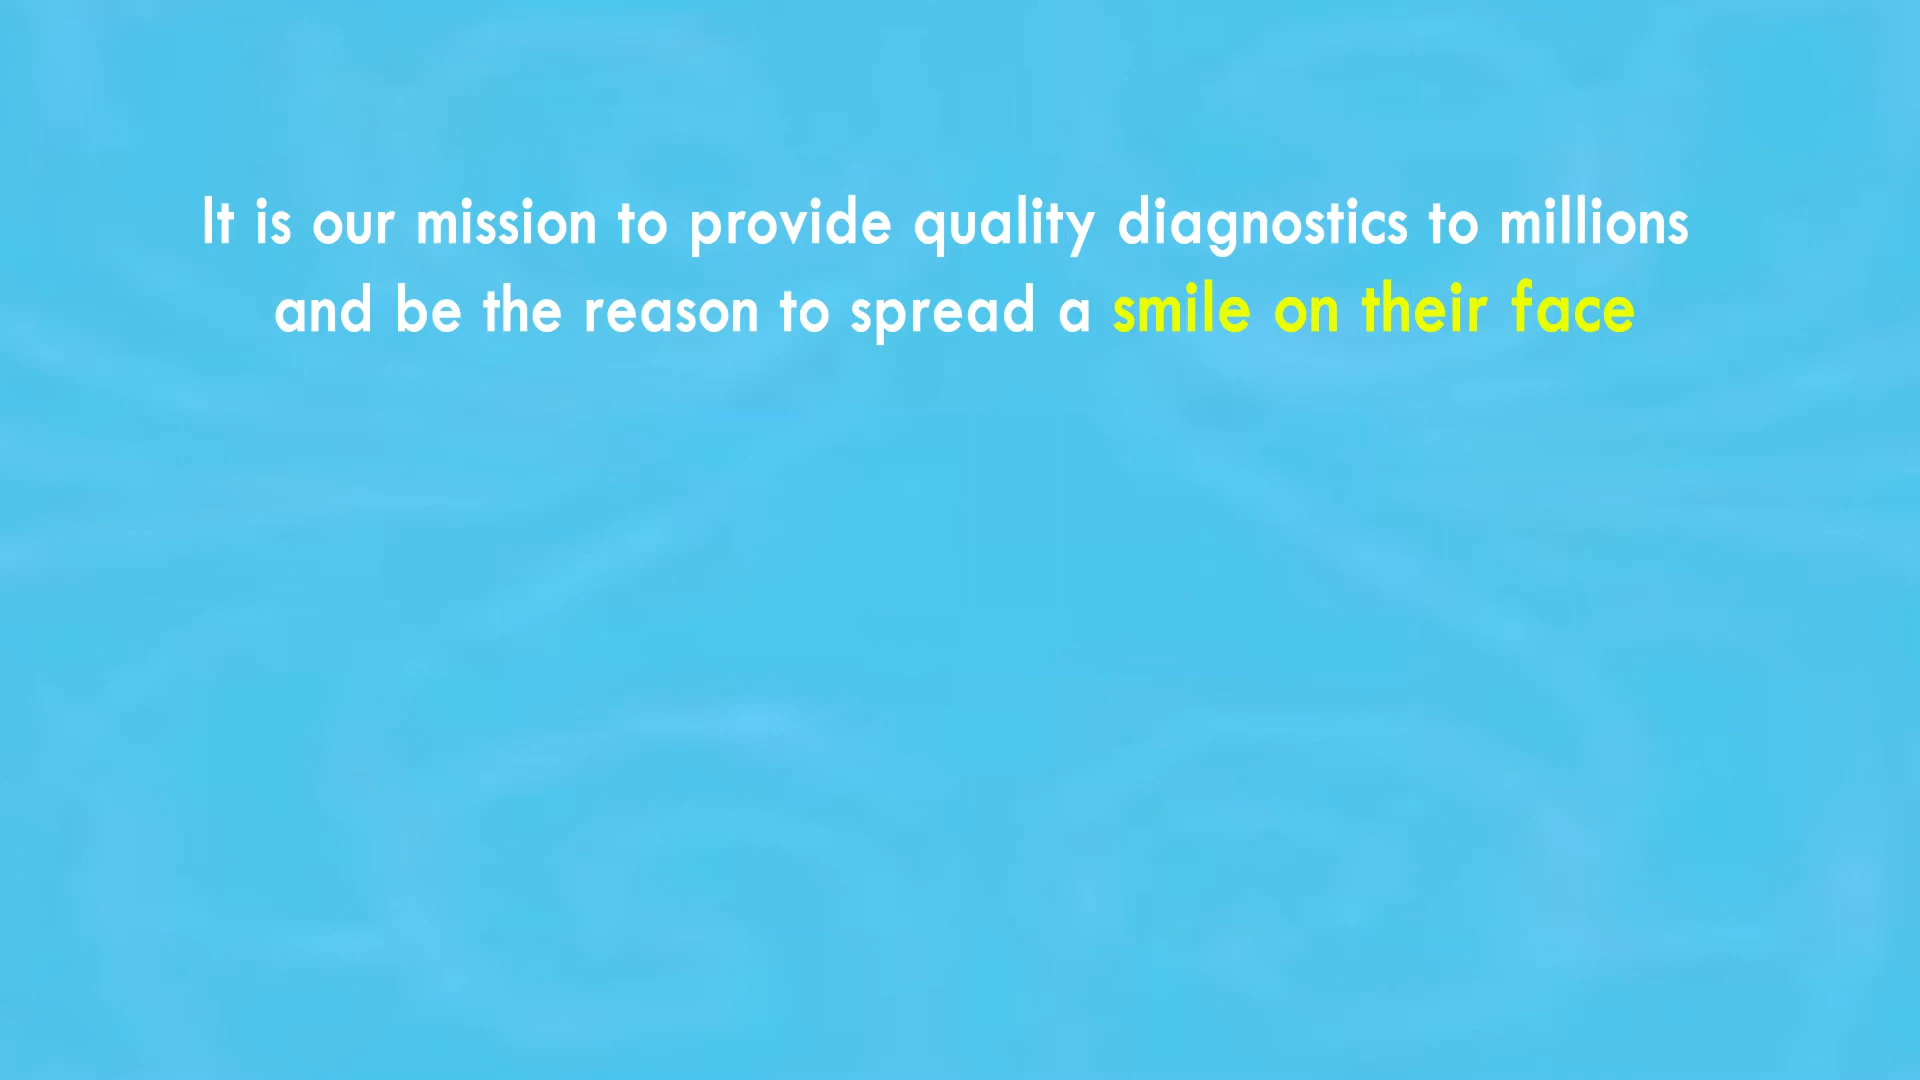 It is our mission to provide quality diagnostics to millions
and be the reason to spread a smile on their face